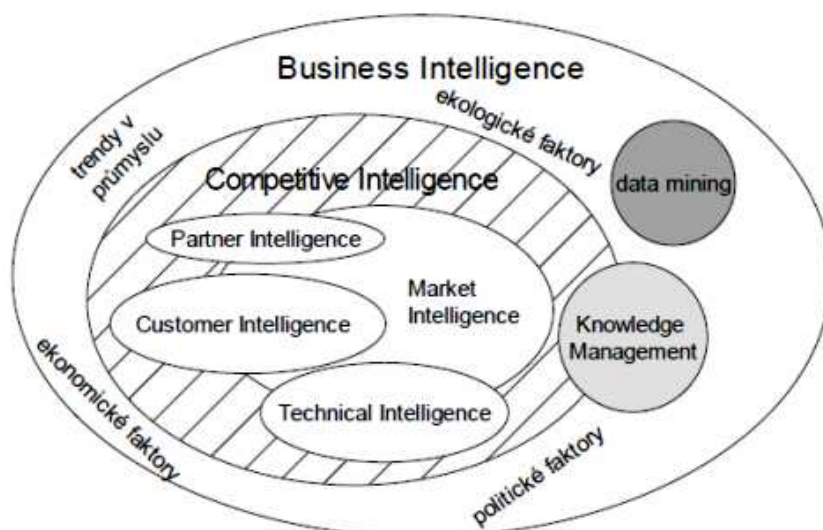 Business Intelligence
ekologické faktory
trendy v
průmyslu
data mining
Competitive Intelligence
Partner Intelligence
Market
Intelligence
Customer Intelligence
Knowledge
Management
ekonomické faktory
Technical Intelligence
politické faktory